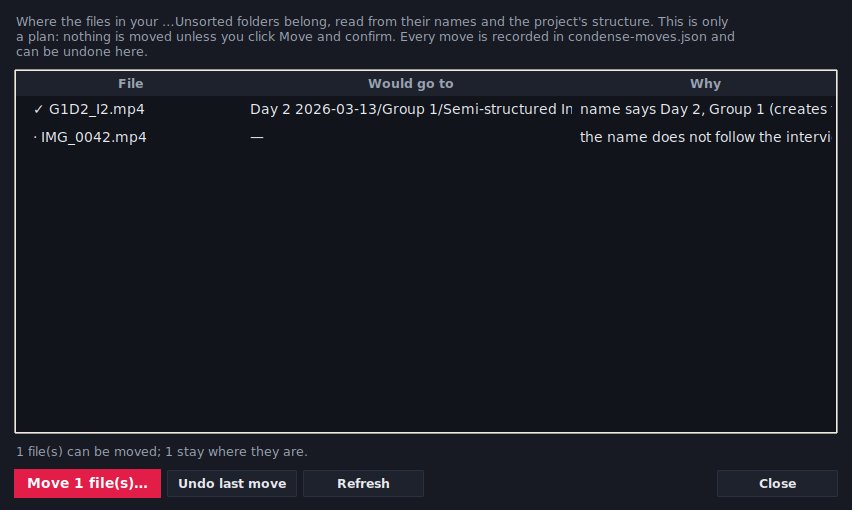 Where the files in your ...Unsorted folders belong, read from their names and the project's structure. This is only
a plan: nothing is moved unless you click Move and confirm. Every move is recorded in condense-moves.json and
can be undone here.
File Would go to Why
✓ G1D2_I2.mp4 Day 2 2026-03-13/Group 1/Semi-structured In name says Day 2, Group 1 (creates
· IMG_0042.mp4 — the name does not follow the intervi
1 file(s) can be moved; 1 stay where they are.
Move 1 file(s)... Undo last move Refresh Close